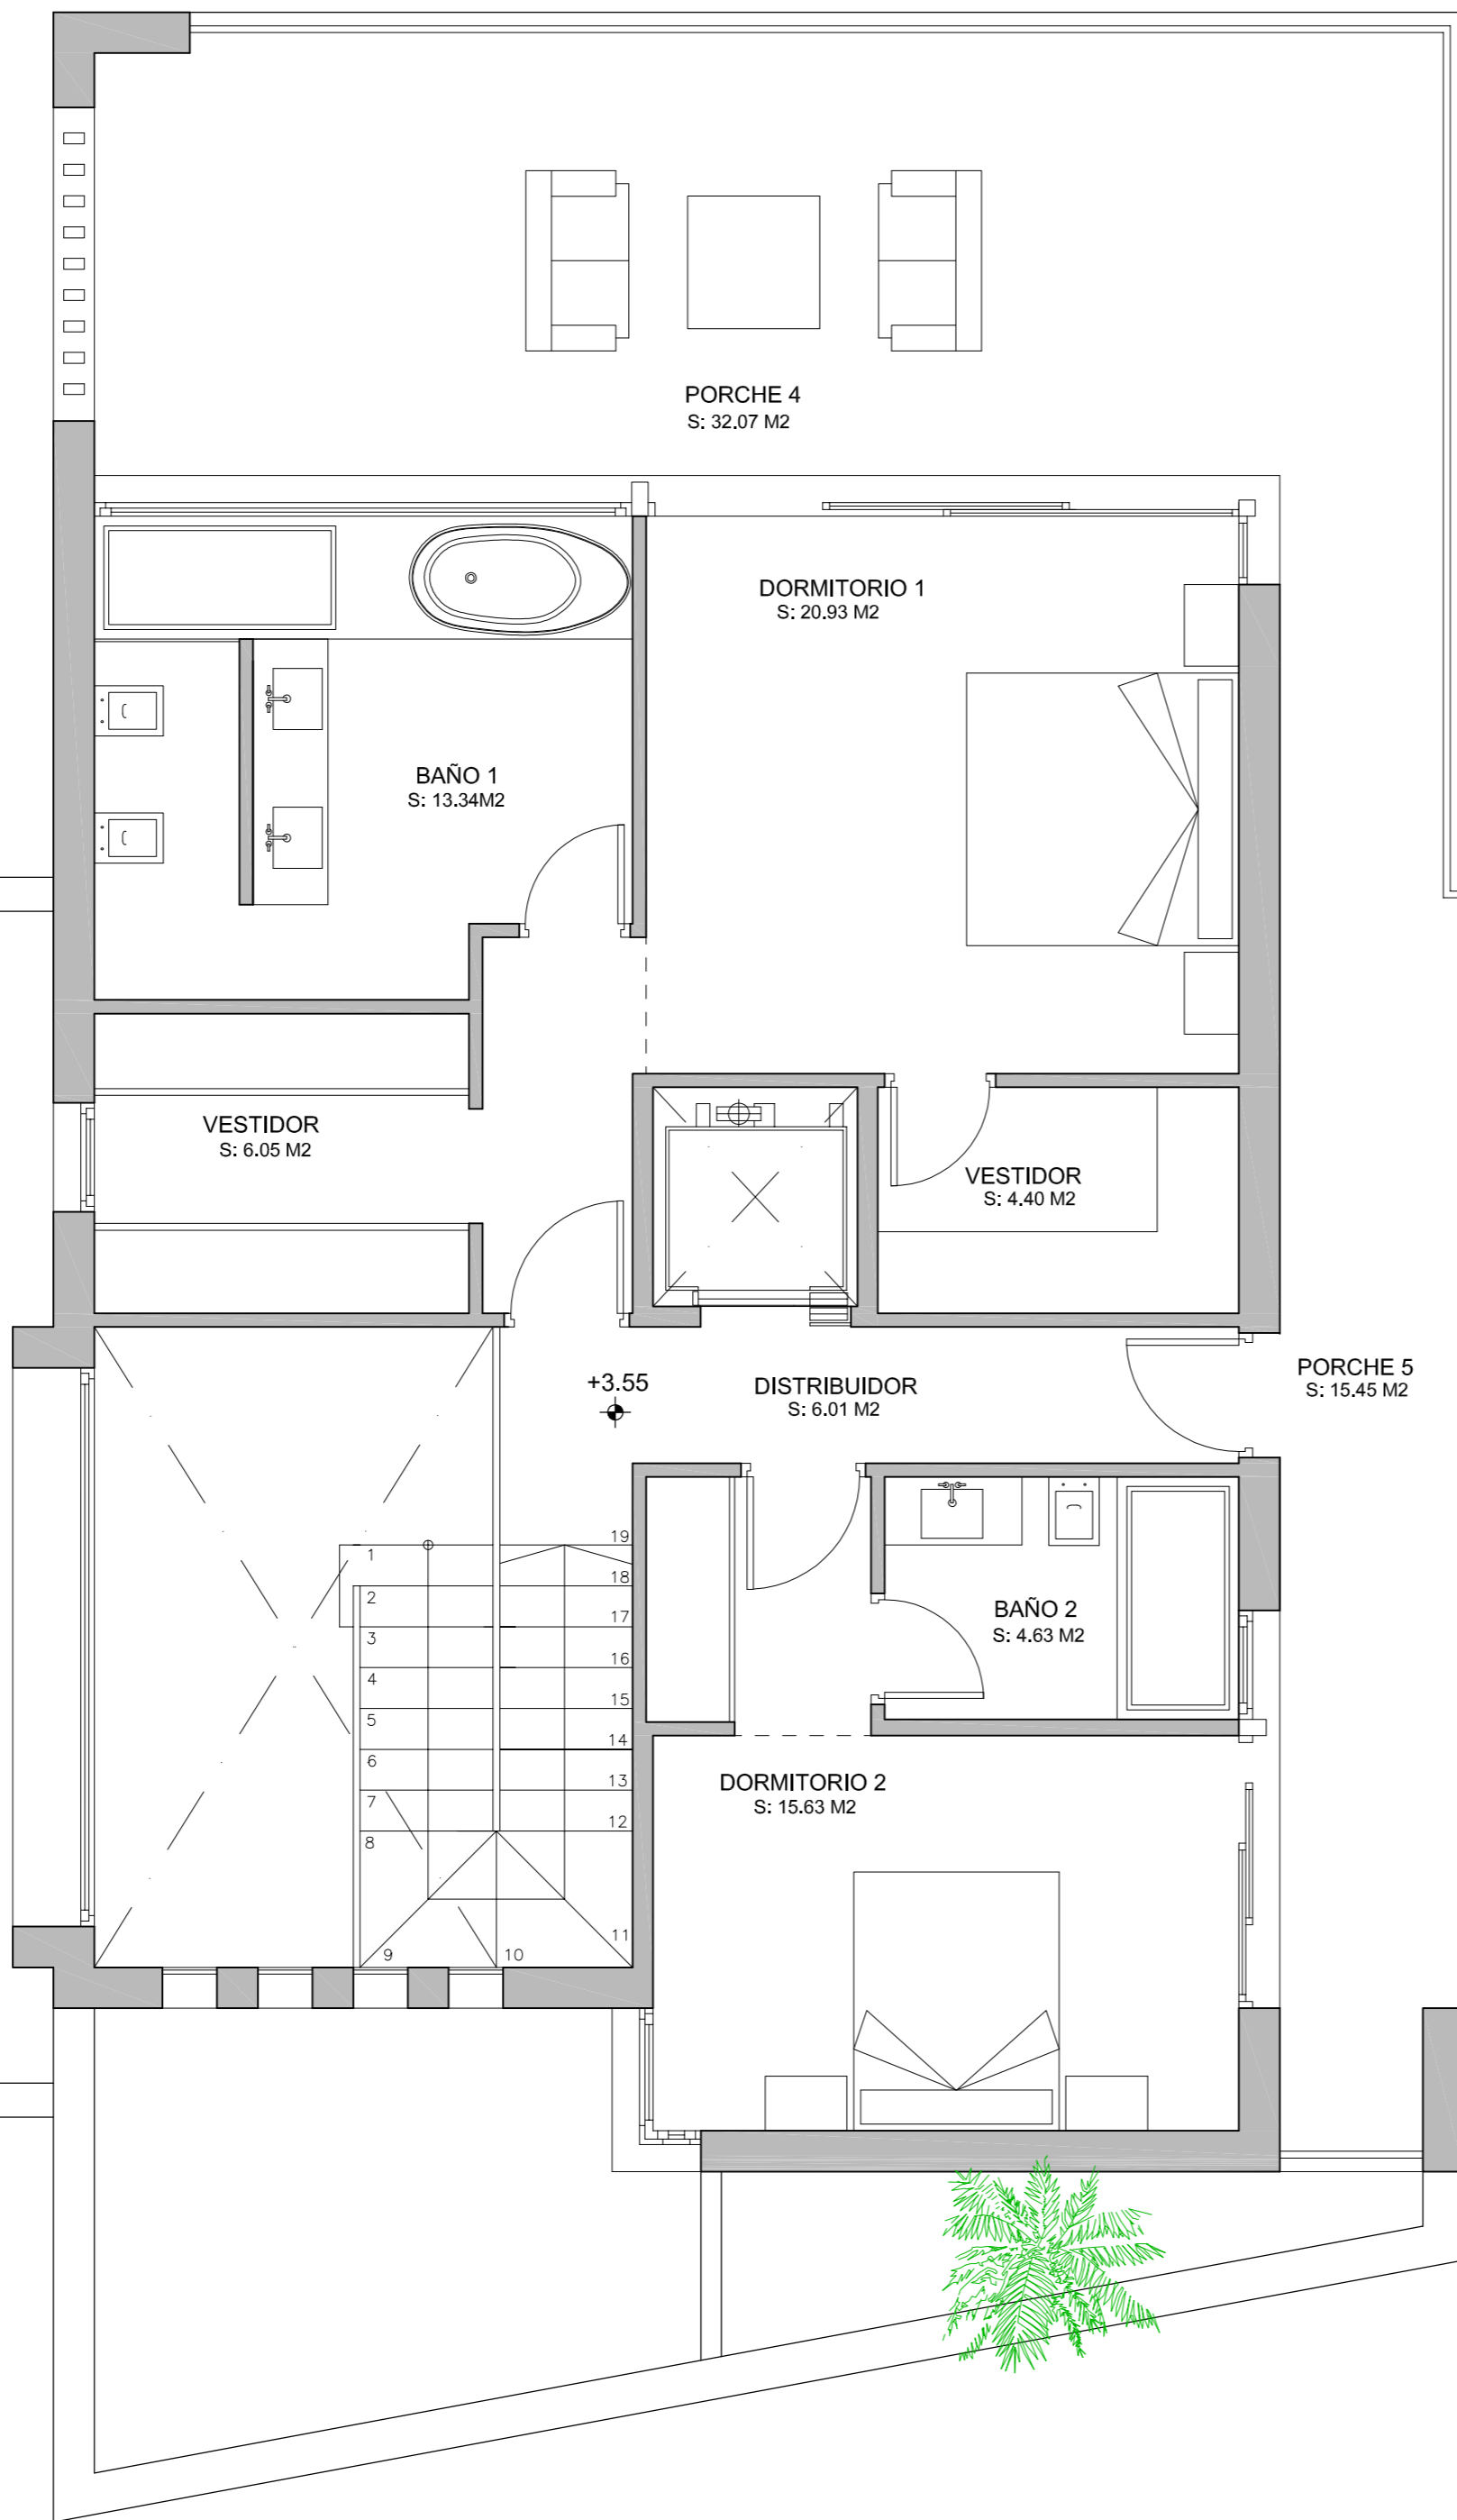 PORCHE 4
S: 32.07 M2
DORMITORIO 1
S: 20.93 M2
BAÑO 1
S: 13.34M2
VESTIDOR
S: 6.05 M2
VESTIDOR
S: 4.40 M2
+3.55
DISTRIBUIDOR
S: 6.01 M2
PORCHE 5
S: 15.45 M2
19
1
18
2
17
3
16
4
15
5
14
6
13
7
12
8
11
9
10
BAÑO 2
S: 4.63 M2
DORMITORIO 2
S: 15.63 M2